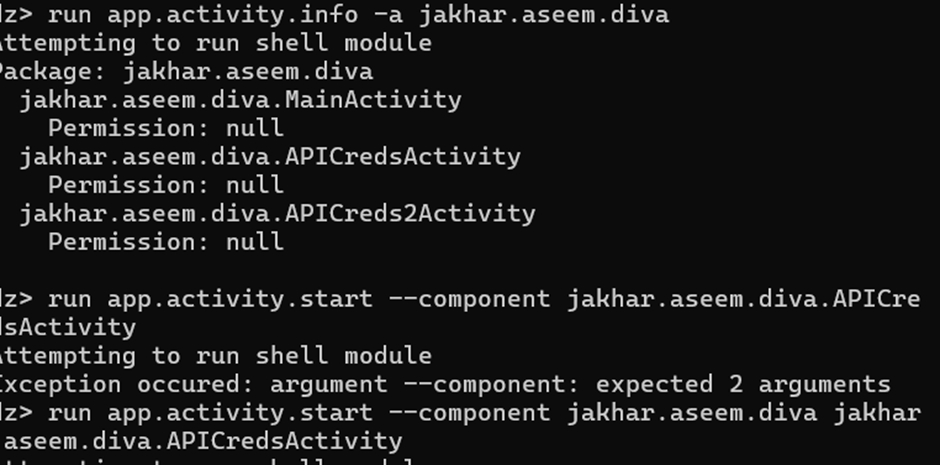 dz> run app.activity.info -a jakhar.aseem.diva
Attempting to run shell module
Package: jakhar.aseem.diva
  jakhar.aseem.diva.MainActivity
    Permission: null
  jakhar.aseem.diva.APICredsActivity
    Permission: null
  jakhar.aseem.diva.APICreds2Activity
    Permission: null

dz> run app.activity.start --component jakhar.aseem.diva.APICre
dsActivity
Attempting to run shell module
Exception occured: argument --component: expected 2 arguments
dz> run app.activity.start --component jakhar.aseem.diva jakhar
.aseem.diva.APICredsActivity